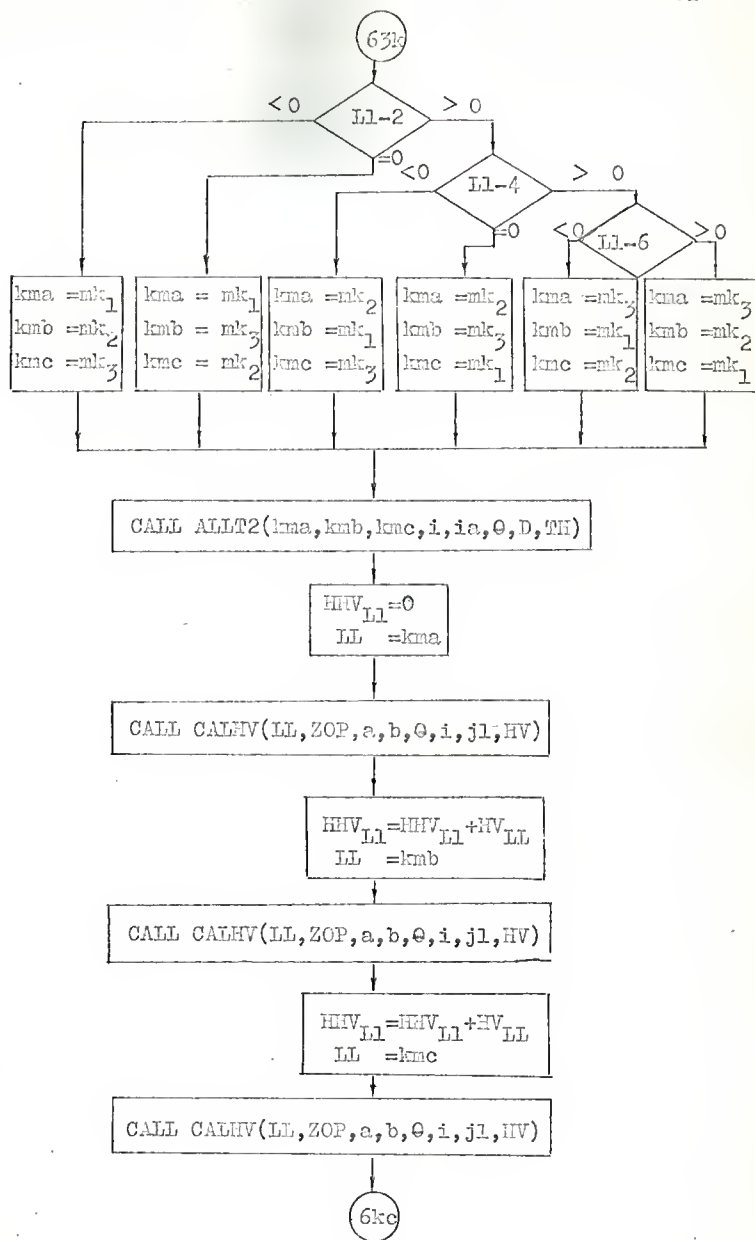 63k
L1-2
< 0
> 0
=0
L1-4
<0
> 0
=0
L1-6
<0
>0
kma =mk1
kmb =mk2
kmc =mk3
kma = mk1
kmb = mk3
kmc = mk2
kma =mk2
kmb =mk1
kmc =mk3
kma =mk2
kmb =mk3
kmc =mk1
kma =mk3
kmb =mk1
kmc =mk2
kma =mk3
kmb =mk2
kmc =mk1
CALL ALLT2(kma,kmb,kmc,i,ia,θ,D,TH)
HHVL1=0
LL =kma
CALL CALHV(LL,ZOP,a,b,θ,i,j1,HV)
HHVL1=HHVL1+HVLL
LL =kmb
CALL CALHV(LL,ZOP,a,b,θ,i,j1,HV)
HHVL1=HHVL1+HVLL
LL =kmc
CALL CALHV(LL,ZOP,a,b,θ,i,j1,HV)
6kc